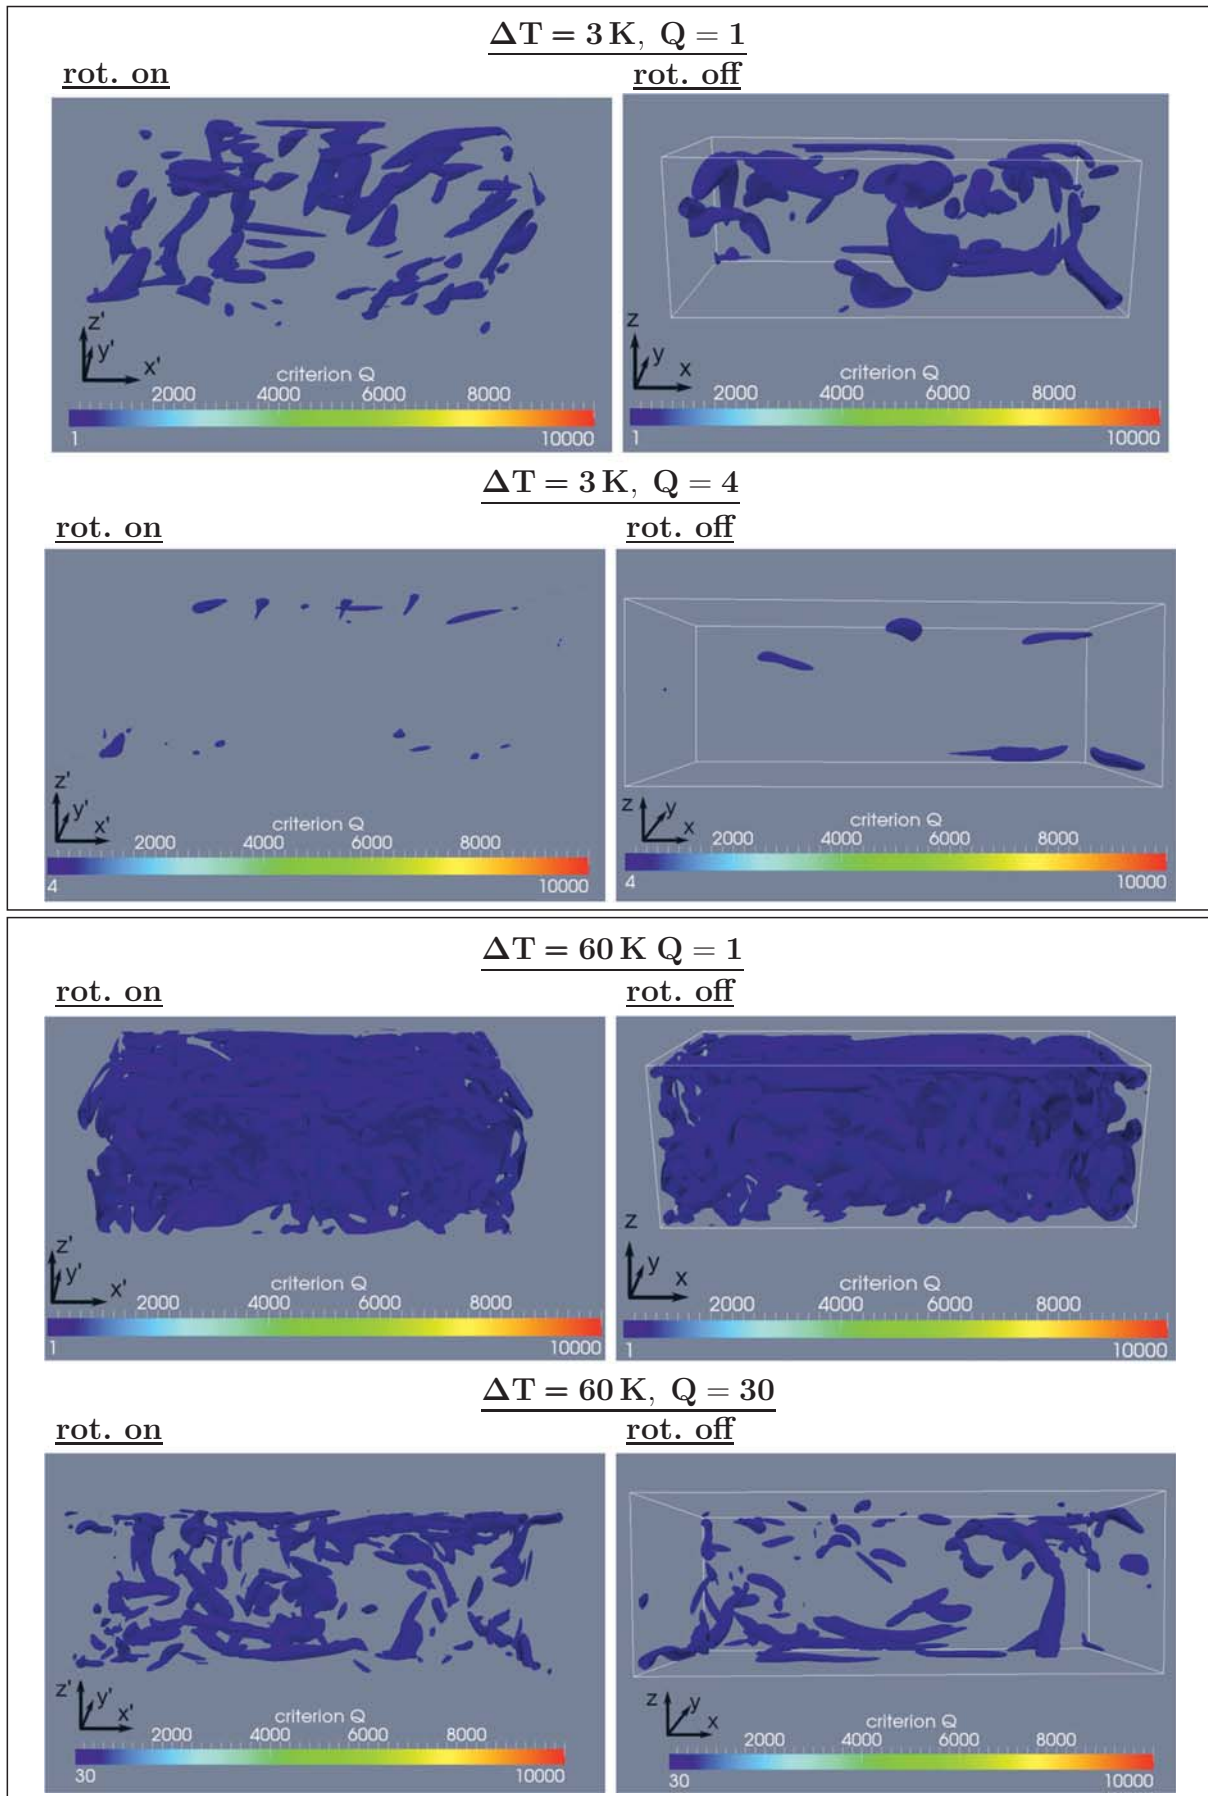 ΔT = 3 K, Q = 1
rot. on
rot. off
z'
y'
x'
criterion Q
2000 4000 6000 8000
1 10000
z
y
x
criterion Q
2000 4000 6000 8000
1 10000
ΔT = 3 K, Q = 4
rot. on
rot. off
z'
y'
x'
criterion Q
2000 4000 6000 8000
4 10000
z
y
x
criterion Q
2000 4000 6000 8000
4 10000
ΔT = 60 K Q = 1
rot. on
rot. off
z'
y'
x'
criterion Q
2000 4000 6000 8000
1 10000
z
y
x
criterion Q
2000 4000 6000 8000
1 10000
ΔT = 60 K, Q = 30
rot. on
rot. off
z'
y'
x'
criterion Q
2000 4000 6000 8000
30 10000
z
y
x
criterion Q
2000 4000 6000 8000
30 10000